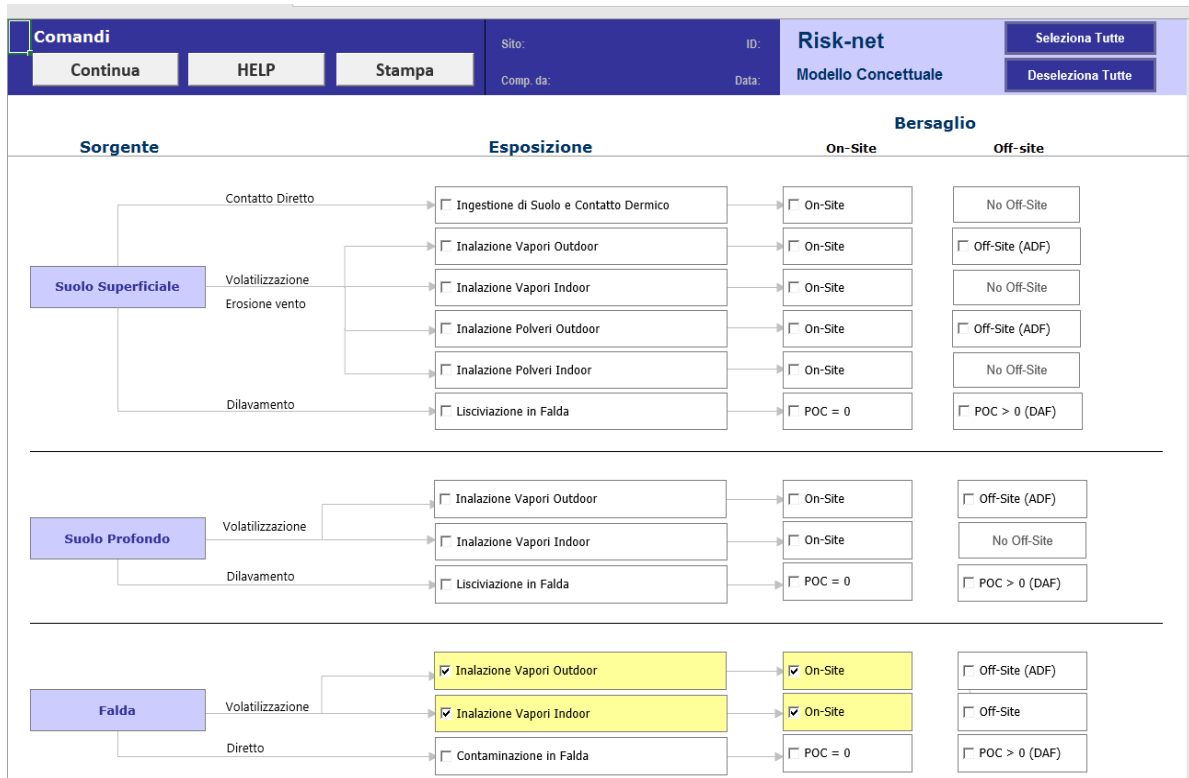 Comandi
Continua HELP Stampa
Sito: ID:
Comp. da: Data:
Risk-net
Modello Concettuale
Seleziona Tutte
Deseleziona Tutte
Bersaglio
Sorgente Esposizione On-Site Off-site
Contatto Diretto Ingestione di Suolo e Contatto Dermico On-Site No Off-Site
Inalazione Vapori Outdoor On-Site Off-Site (ADF)
Suolo Superficiale Volatilizzazione Inalazione Vapori Indoor On-Site No Off-Site
Erosione vento
Inalazione Polveri Outdoor On-Site Off-Site (ADF)
Inalazione Polveri Indoor On-Site No Off-Site
Dilavamento Lisciviazione in Falda POC = 0 POC > 0 (DAF)
Inalazione Vapori Outdoor On-Site Off-Site (ADF)
Suolo Profondo Volatilizzazione Inalazione Vapori Indoor On-Site No Off-Site
Dilavamento Lisciviazione in Falda POC = 0 POC > 0 (DAF)
Inalazione Vapori Outdoor On-Site Off-Site (ADF)
Falda Volatilizzazione Inalazione Vapori Indoor On-Site Off-Site
Diretto Contaminazione in Falda POC = 0 POC > 0 (DAF)